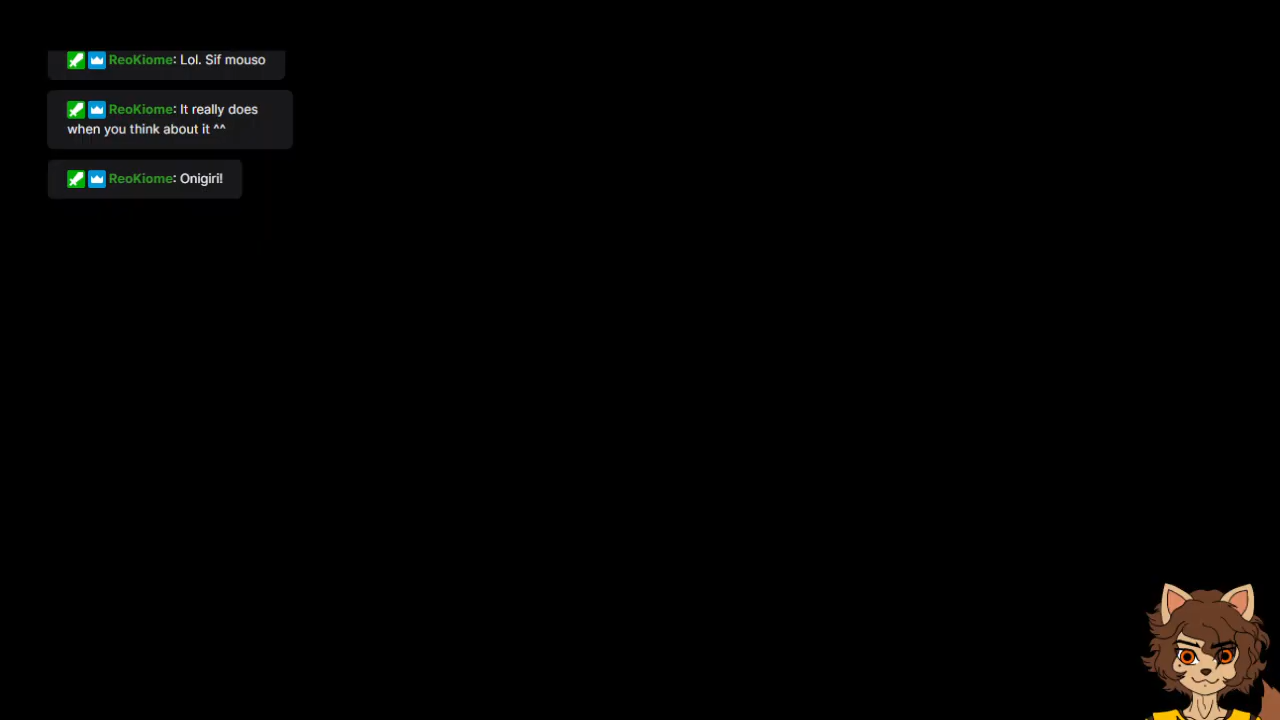 ReoKiome: Lol. Sif mouso
ReoKiome: It really does
when you think about it ^^
ReoKiome: Onigiri!